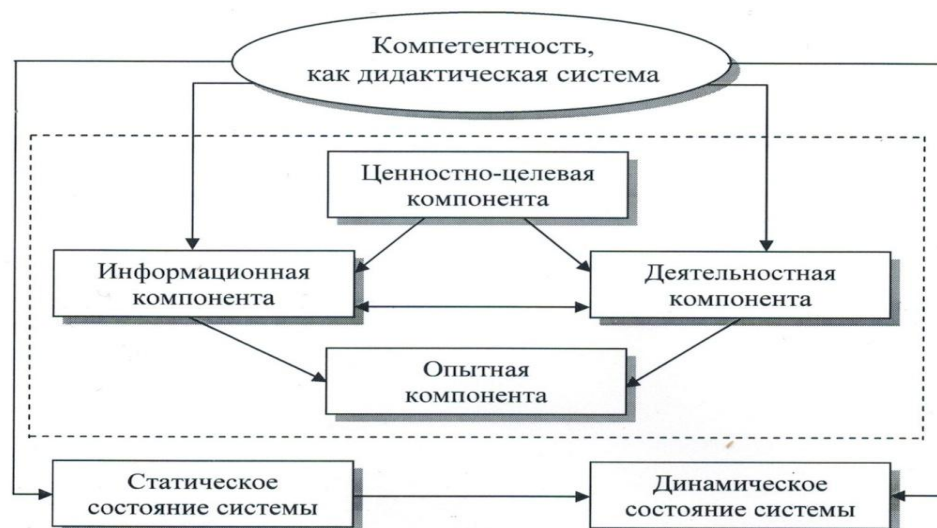 Компетентность,
как дидактическая система
Ценностно-целевая
компонента
Информационная
компонента
Деятельностная
компонента
Опытная
компонента
Статическое
состояние системы
Динамическое
состояние системы